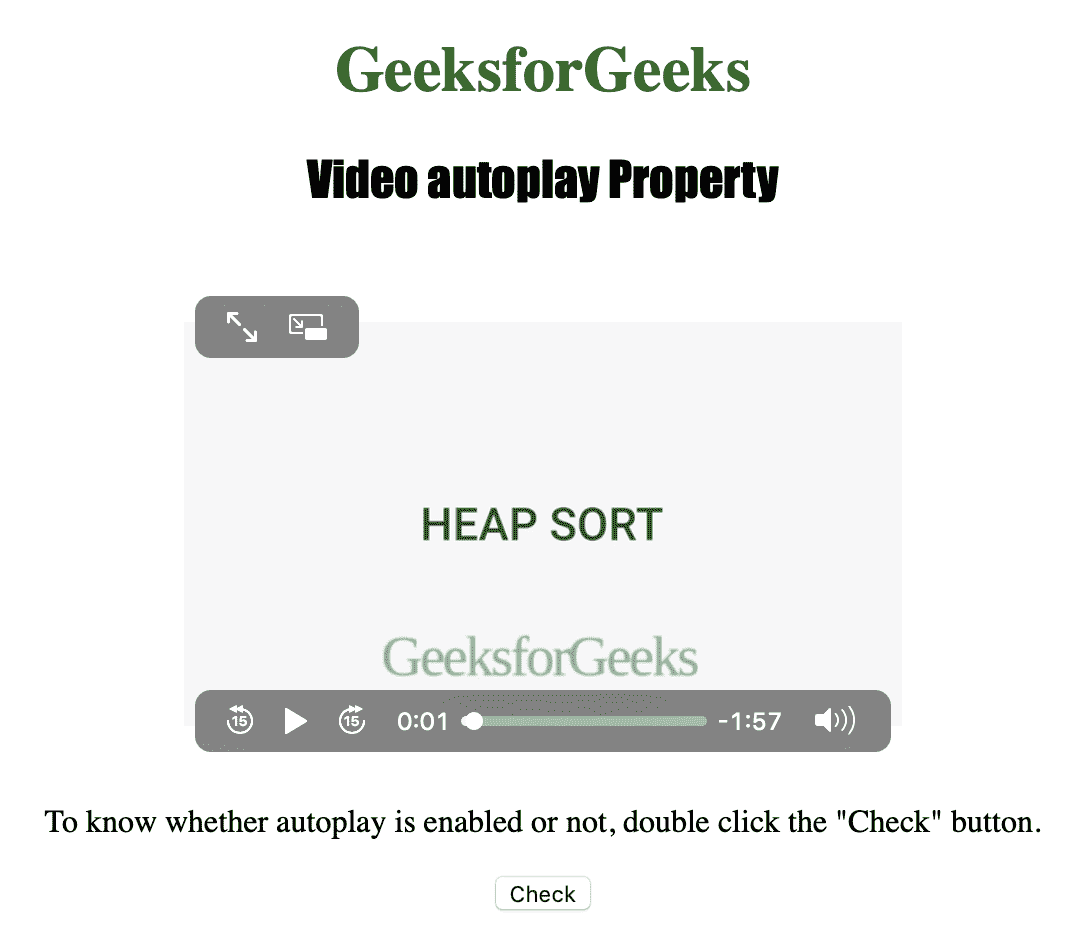 GeeksforGeeks
Video autoplay Property
HEAP SORT
GeeksforGeeks
15 15 0:01 -1:57
To know whether autoplay is enabled or not, double click the "Check" button.
Check